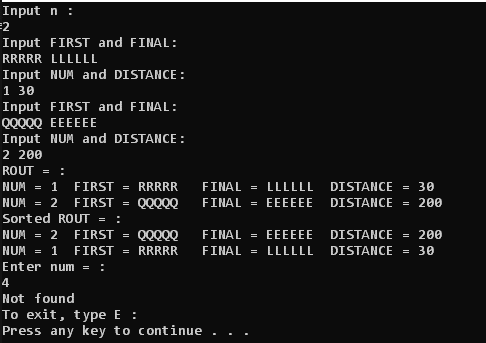 Input n :
2
Input FIRST and FINAL:
RRRRR LLLLLL
Input NUM and DISTANCE:
1 30
Input FIRST and FINAL:
QQQQQ EEEEEE
Input NUM and DISTANCE:
2 200
ROUT = :
NUM = 1  FIRST = RRRRR   FINAL = LLLLLL  DISTANCE = 30
NUM = 2  FIRST = QQQQQ   FINAL = EEEEEE  DISTANCE = 200
Sorted ROUT = :
NUM = 2  FIRST = QQQQQ   FINAL = EEEEEE  DISTANCE = 200
NUM = 1  FIRST = RRRRR   FINAL = LLLLLL  DISTANCE = 30
Enter num = :
4
Not found
To exit, type E :
Press any key to continue . . .